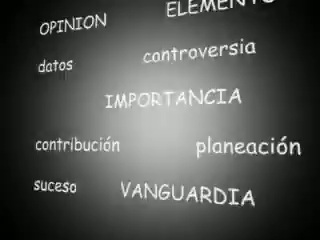 OPINION ELEMENTO
datos controversia
IMPORTANCIA
contribución planeación
suceso VANGUARDIA